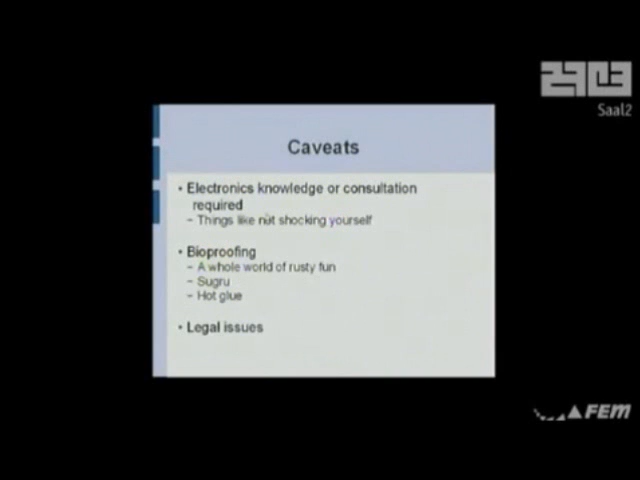 29C3
Saal2
Caveats
• Electronics knowledge or consultation
required
– Things like not shocking yourself
• Bioproofing
– A whole world of rusty fun
– Sugru
– Hot glue
• Legal issues
FEM